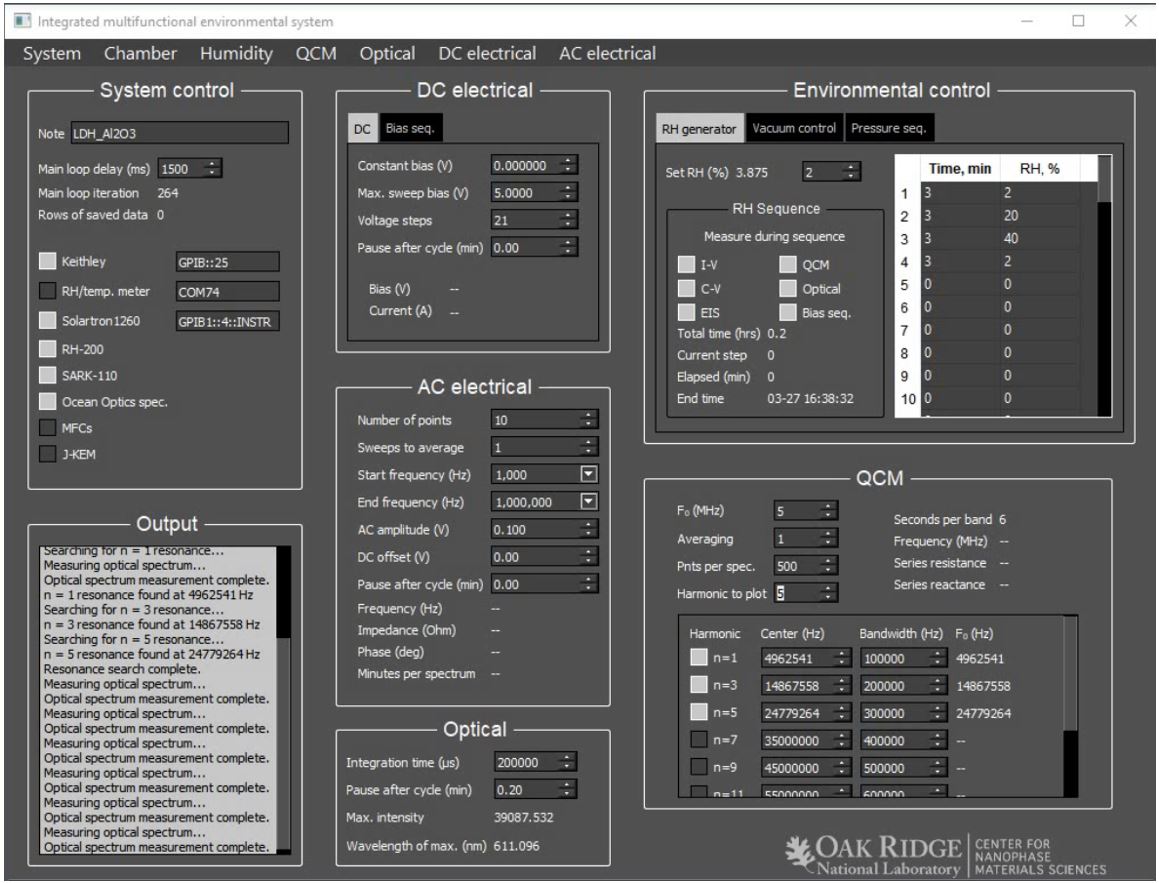 Integrated multifunctional environmental system
System Chamber Humidity QCM Optical DC electrical AC electrical
System control
Note LDH_Al2O3
Main loop delay (ms) 1500
Main loop iteration 264
Rows of saved data 0
Keithley GPIB::25
RH/temp. meter COM74
Solartron1260 GPIB1::4::INSTR
RH-200
SARK-110
Ocean Optics spec.
MFCs
J-KEM
Output
Searching for n = 1 resonance...
Measuring optical spectrum...
Optical spectrum measurement complete.
n = 1 resonance found at 4962541 Hz
Searching for n = 3 resonance...
n = 3 resonance found at 14867558 Hz
Searching for n = 5 resonance...
n = 5 resonance found at 24779264 Hz
Resonance search complete.
Measuring optical spectrum...
Optical spectrum measurement complete.
Measuring optical spectrum...
Optical spectrum measurement complete.
Measuring optical spectrum...
Optical spectrum measurement complete.
Measuring optical spectrum...
Optical spectrum measurement complete.
Measuring optical spectrum...
Optical spectrum measurement complete.
Measuring optical spectrum...
Optical spectrum measurement complete.
DC electrical
DC Bias seq.
Constant bias (V) 0.000000
Max. sweep bias (V) 5.0000
Voltage steps 21
Pause after cycle (min) 0.00
Bias (V) --
Current (A) --
AC electrical
Number of points 10
Sweeps to average 1
Start frequency (Hz) 1,000
End frequency (Hz) 1,000,000
AC amplitude (V) 0.100
DC offset (V) 0.00
Pause after cycle (min) 0.00
Frequency (Hz) --
Impedance (Ohm) --
Phase (deg) --
Minutes per spectrum --
Optical
Integration time (µs) 200000
Pause after cycle (min) 0.20
Max. intensity 39087.532
Wavelength of max. (nm) 611.096
Environmental control
RH generator Vacuum control Pressure seq.
Set RH (%) 3.875 2
RH Sequence
Measure during sequence
I-V QCM
C-V Optical
EIS Bias seq.
Total time (hrs) 0.2
Current step 0
Elapsed (min) 0
End time 03-27 16:38:32
Time, min RH, %
1 3 2
2 3 20
3 3 40
4 3 2
5 0 0
6 0 0
7 0 0
8 0 0
9 0 0
10 0 0
QCM
F₀ (MHz) 5
Averaging 1
Pnts per spec. 500
Harmonic to plot 5
Seconds per band 6
Frequency (MHz) --
Series resistance --
Series reactance --
Harmonic Center (Hz) Bandwidth (Hz) F₀ (Hz)
n=1 4962541 100000 4962541
n=3 14867558 200000 14867558
n=5 24779264 300000 24779264
n=7 35000000 400000 --
n=9 45000000 500000 --
n=11 55000000 600000 --
OAK RIDGE
National Laboratory
CENTER FOR
NANOPHASE
MATERIALS SCIENCES